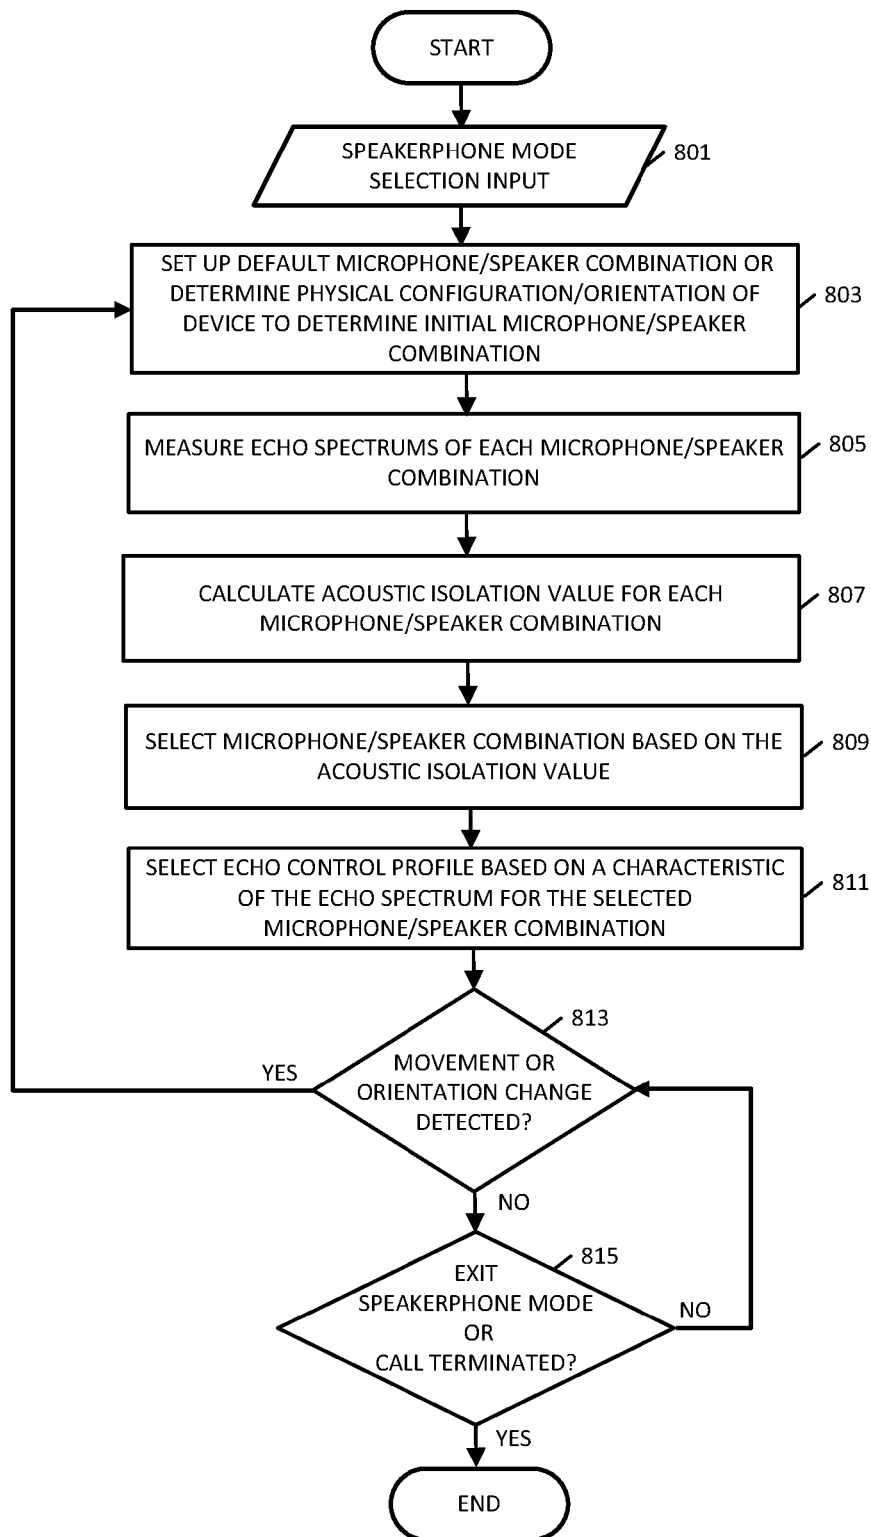 START
SPEAKERPHONE MODE
SELECTION INPUT
801
SET UP DEFAULT MICROPHONE/SPEAKER COMBINATION OR
DETERMINE PHYSICAL CONFIGURATION/ORIENTATION OF
DEVICE TO DETERMINE INITIAL MICROPHONE/SPEAKER
COMBINATION
803
MEASURE ECHO SPECTRUMS OF EACH MICROPHONE/SPEAKER
COMBINATION
805
CALCULATE ACOUSTIC ISOLATION VALUE FOR EACH
MICROPHONE/SPEAKER COMBINATION
807
SELECT MICROPHONE/SPEAKER COMBINATION BASED ON THE
ACOUSTIC ISOLATION VALUE
809
SELECT ECHO CONTROL PROFILE BASED ON A CHARACTERISTIC
OF THE ECHO SPECTRUM FOR THE SELECTED
MICROPHONE/SPEAKER COMBINATION
811
813
YES
MOVEMENT OR
ORIENTATION CHANGE
DETECTED?
NO
815
EXIT
SPEAKERPHONE MODE
OR
CALL TERMINATED?
NO
YES
END